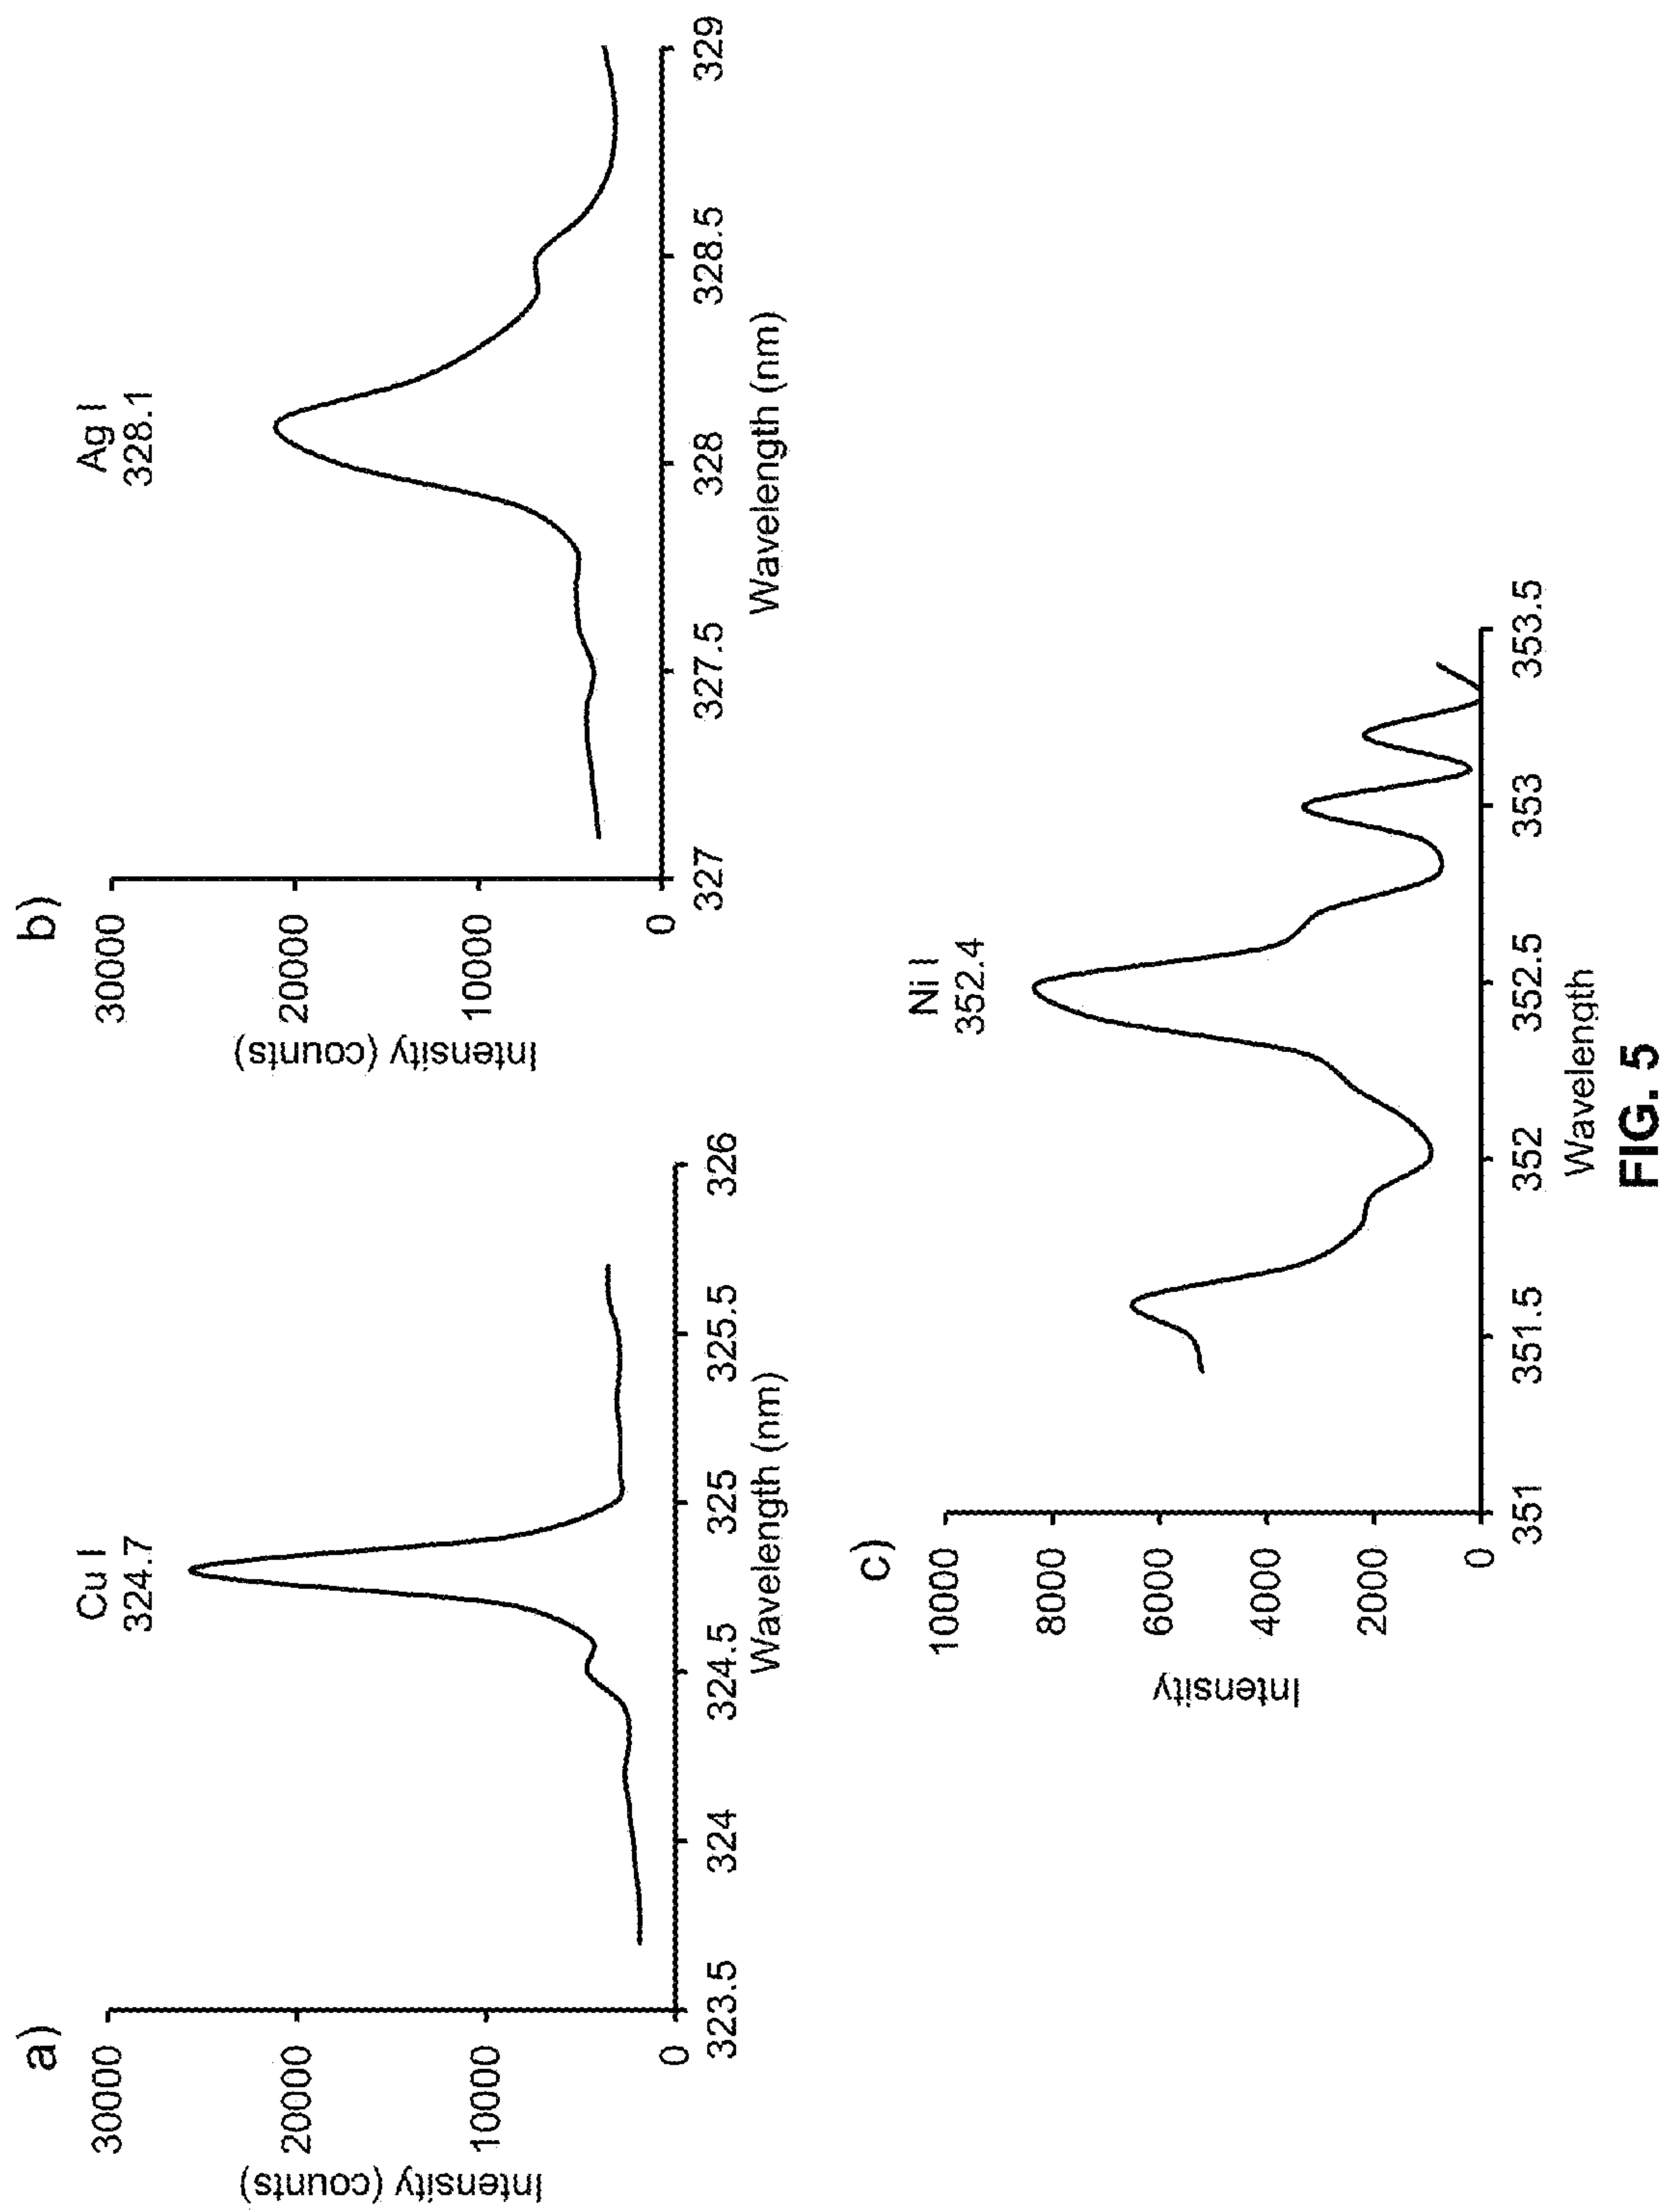 a)
Cu I
324.7
30000
20000
10000
0
Intensity (counts)
323.5 324 324.5 325 325.5 326
Wavelength (nm)
b)
Ag I
328.1
30000
20000
10000
0
Intensity (counts)
327 327.5 328 328.5 329
Wavelength (nm)
c)
Ni I
352.4
10000
8000
6000
4000
2000
0
Intensity
351 351.5 352 352.5 353 353.5
Wavelength
FIG. 5